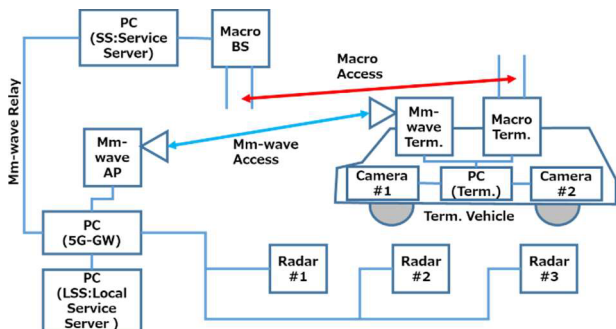 PC
(SS:Service
Server)
Macro
BS
Macro
Access
Mm-wave Relay
Mm-
wave
AP
Mm-wave
Access
Mm-
wave
Term.
Macro
Term.
Camera
#1
PC
(Term.)
Camera
#2
Term. Vehicle
PC
(5G-GW)
Radar
#1
Radar
#2
Radar
#3
PC
(LSS:Local
Service
Server )